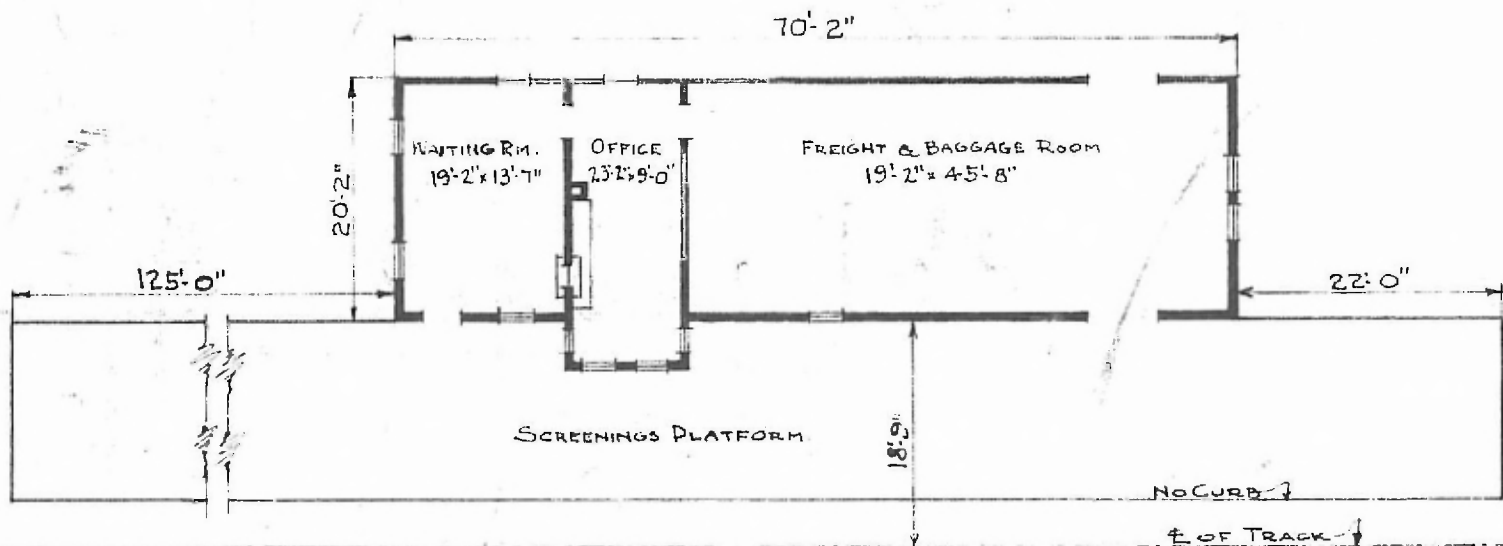 70'-2"
WAITING RM.
19'-2" x 13'-7"
OFFICE
23'-2" x 9'-0"
FREIGHT & BAGGAGE ROOM
19'-2" x 45'-8"
20'-2"
125'-0"
22'-0"
SCREENINGS PLATFORM
18'-9"
NO CURB
℄ OF TRACK